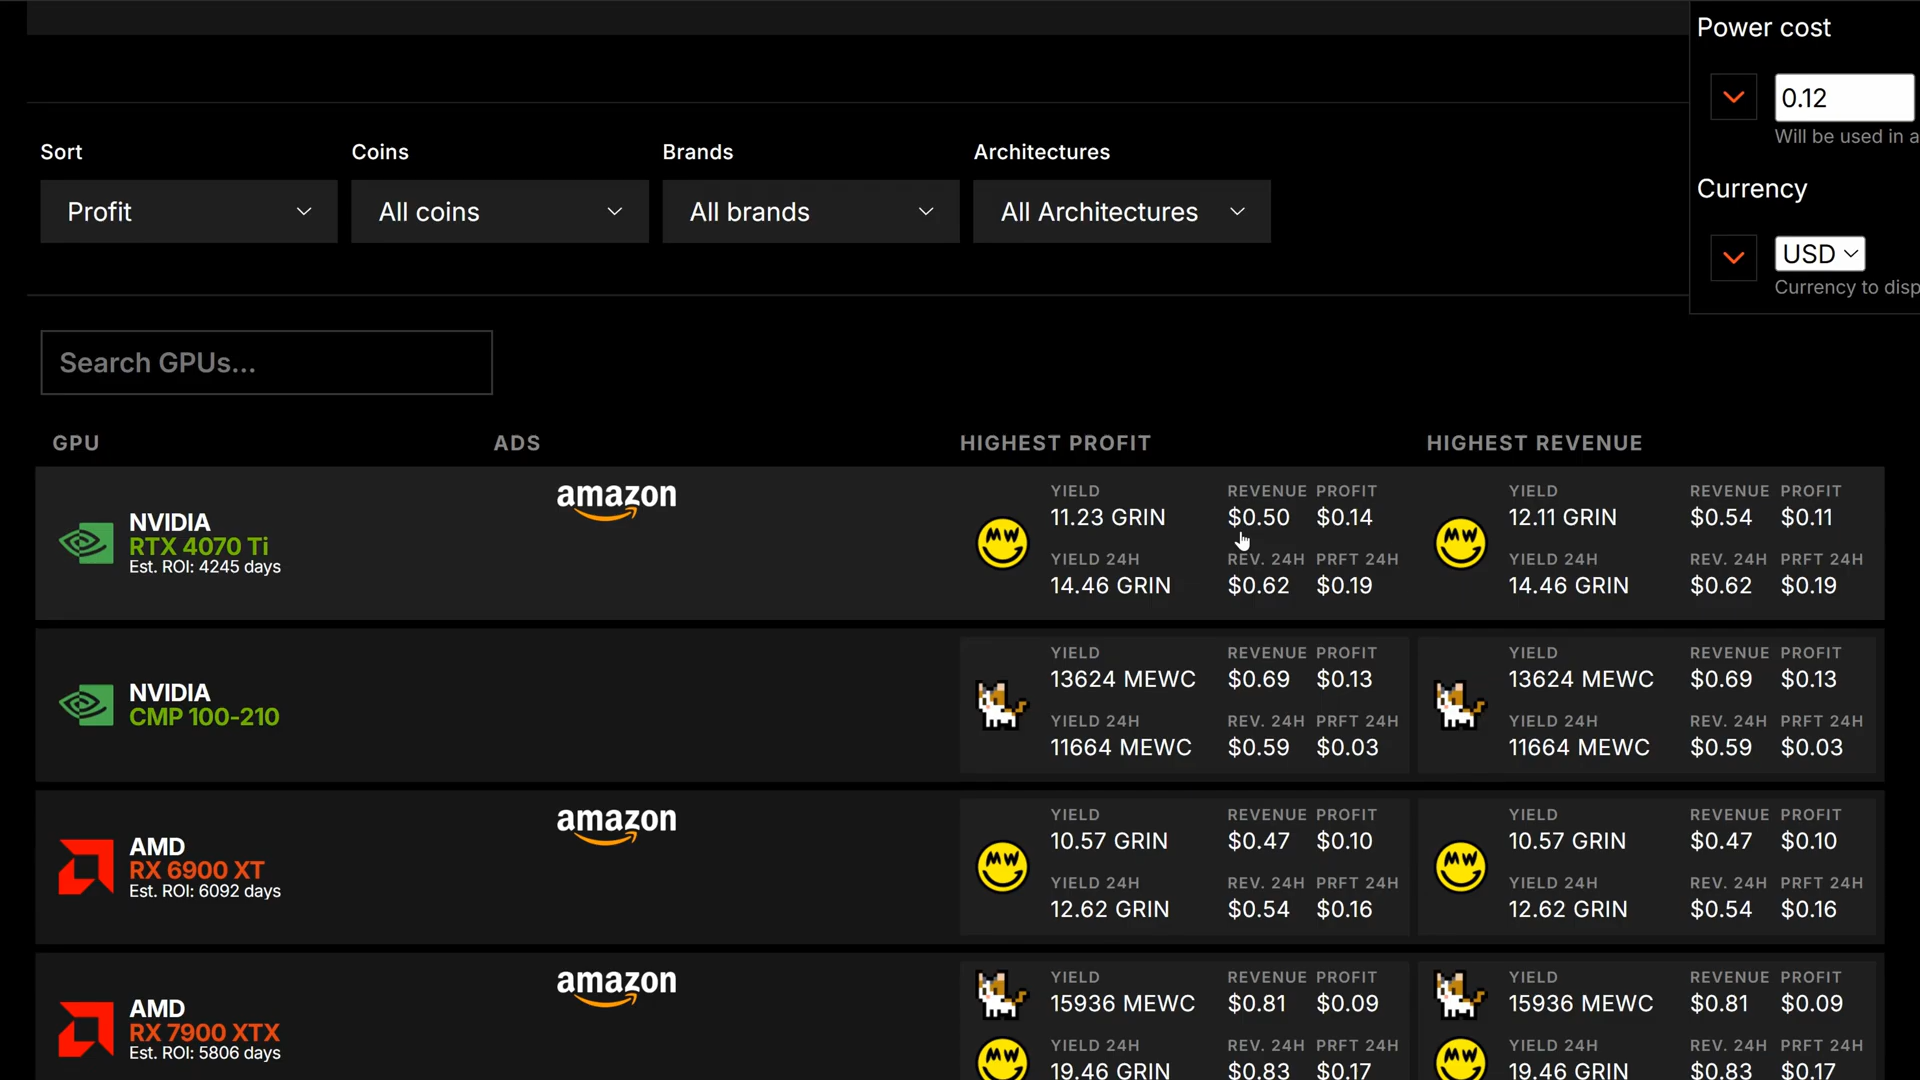 Power cost
0.12
Will be used in a
Currency
USD
Currency to disp
Sort
Coins
Brands
Architectures
Profit
All coins
All brands
All Architectures
Search GPUs...
GPU
ADS
HIGHEST PROFIT
HIGHEST REVENUE
NVIDIA
RTX 4070 Ti
Est. ROI: 4245 days
amazon
YIELD REVENUE PROFIT
11.23 GRIN $0.50 $0.14
YIELD 24H REV. 24H PRFT 24H
14.46 GRIN $0.62 $0.19
YIELD REVENUE PROFIT
12.11 GRIN $0.54 $0.11
YIELD 24H REV. 24H PRFT 24H
14.46 GRIN $0.62 $0.19
NVIDIA
CMP 100-210
YIELD REVENUE PROFIT
13624 MEWC $0.69 $0.13
YIELD 24H REV. 24H PRFT 24H
11664 MEWC $0.59 $0.03
YIELD REVENUE PROFIT
13624 MEWC $0.69 $0.13
YIELD 24H REV. 24H PRFT 24H
11664 MEWC $0.59 $0.03
AMD
RX 6900 XT
Est. ROI: 6092 days
amazon
YIELD REVENUE PROFIT
10.57 GRIN $0.47 $0.10
YIELD 24H REV. 24H PRFT 24H
12.62 GRIN $0.54 $0.16
YIELD REVENUE PROFIT
10.57 GRIN $0.47 $0.10
YIELD 24H REV. 24H PRFT 24H
12.62 GRIN $0.54 $0.16
AMD
RX 7900 XTX
Est. ROI: 5806 days
amazon
YIELD REVENUE PROFIT
15936 MEWC $0.81 $0.09
YIELD 24H REV. 24H PRFT 24H
19.46 GRIN $0.83 $0.17
YIELD REVENUE PROFIT
15936 MEWC $0.81 $0.09
YIELD 24H REV. 24H PRFT 24H
19.46 GRIN $0.83 $0.17